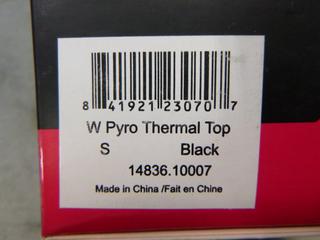 8 41921 23070 7
W Pyro Thermal Top
S Black
14836.10007
Made in China /Fait en Chine